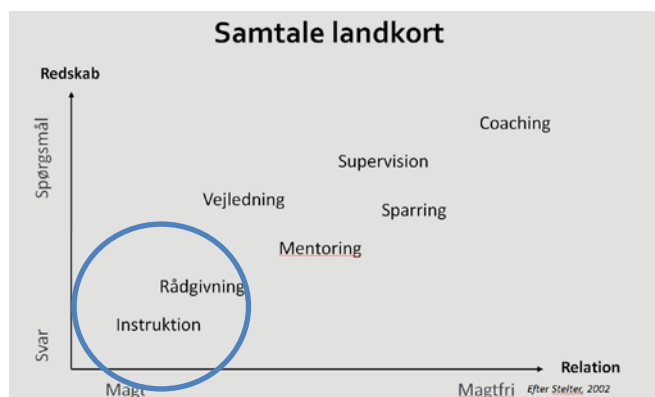 Samtale landkort
Redskab
Spørgsmål
Coaching
Supervision
Vejledning
Sparring
Mentoring
Rådgivning
Instruktion
Svar
Relation
Magt
Magtfri
Efter Stelter, 2002